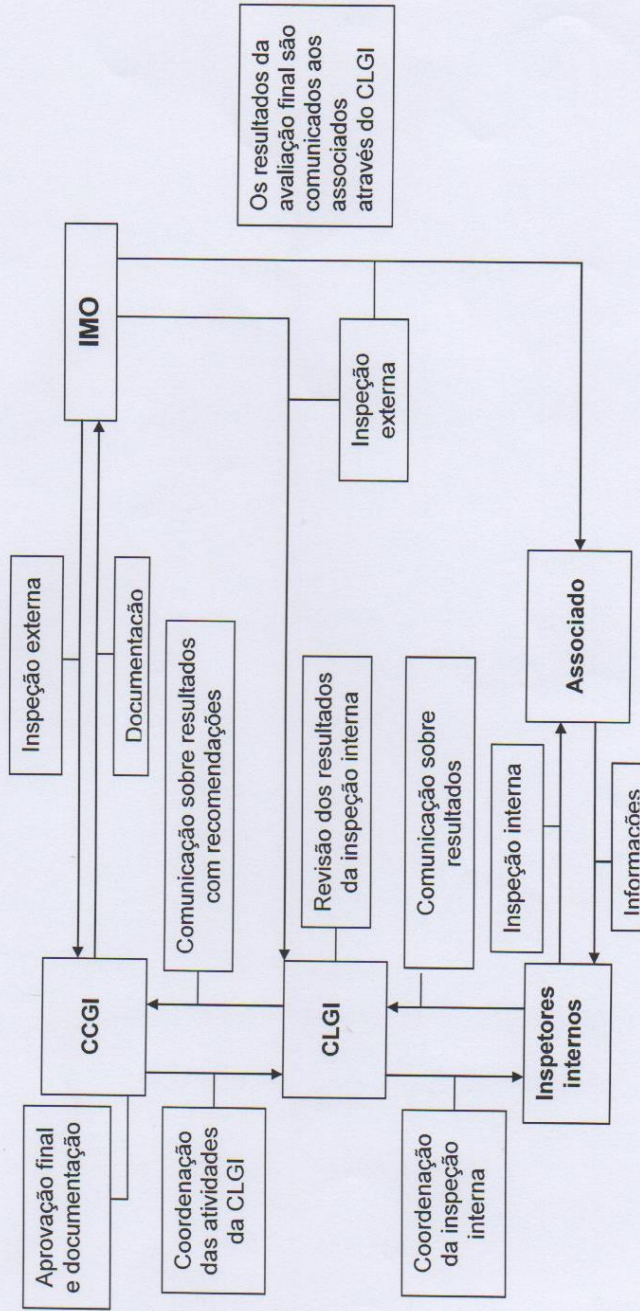 Aprovação final
e documentação
CCGI
Inspeção externa
Documentacão
IMO
Coordenação
das atividades
da CLGI
Comunicação sobre resultados
com recomendações
Os resultados da
avaliação final são
comunicados aos
associados
através do CLGI
CLGI
Revisão dos resultados
da inspeção interna
Inspeção
externa
Coordenação
da inspeção
interna
Comunicação sobre
resultados
Inspetores
internos
Inspeção interna
Informações
Associado